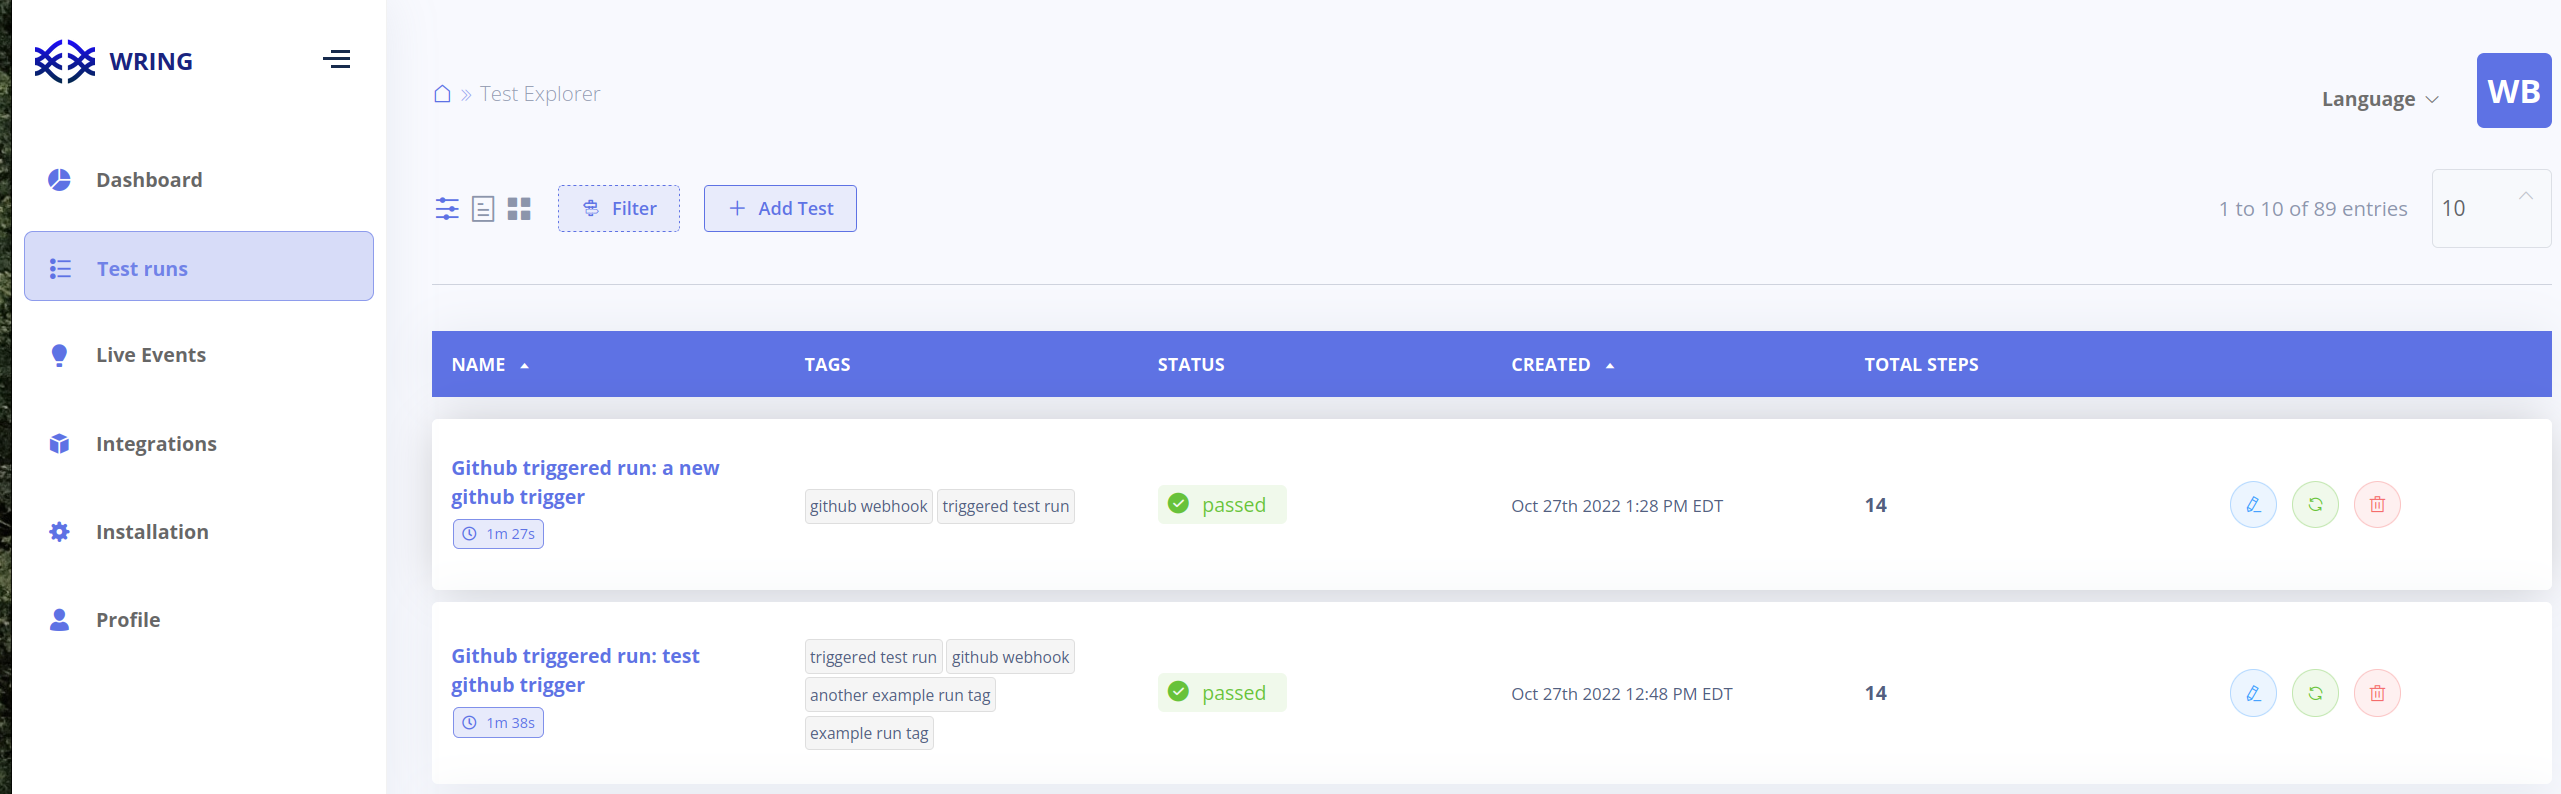 WRING
Dashboard
Test runs
Live Events
Integrations
Installation
Profile
Test Explorer
Language
WB
Filter
Add Test
1 to 10 of 89 entries
10
NAME TAGS STATUS CREATED TOTAL STEPS
Github triggered run: a new
github trigger
1m 27s
github webhook triggered test run
passed
Oct 27th 2022 1:28 PM EDT
14
Github triggered run: test
github trigger
1m 38s
triggered test run github webhook
another example run tag
example run tag
passed
Oct 27th 2022 12:48 PM EDT
14